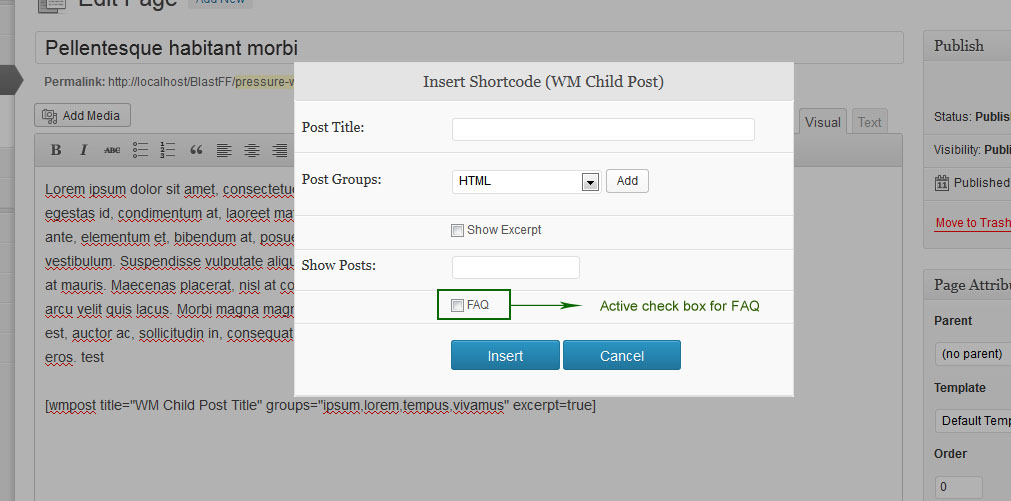 Edit Page Add New
Pellentesque habitant morbi
Permalink: http://localhost/BlastFF/pressure-w
Add Media
Visual Text
B I ABC
Lorem ipsum dolor sit amet, consectetue
egestas id, condimentum at, laoreet mat
ante, elementum et, bibendum at, posue
vestibulum. Suspendisse vulputate aliqu
at mauris. Maecenas placerat, nisl at co
arcu velit quis lacus. Morbi magna magn
est, auctor ac, sollicitudin in, consequat
eros. test
[wmpost title="WM Child Post Title" groups="ipsum,lorem,tempus,vivamus" excerpt=true]
Insert Shortcode (WM Child Post)
Post Title:
Post Groups: HTML Add
Show Excerpt
Show Posts:
FAQ Active check box for FAQ
Insert Cancel
Publish
Status: Publis
Visibility: Publi
11 Published
Move to Trash
Page Attribu
Parent
(no parent)
Template
Default Temp
Order
0